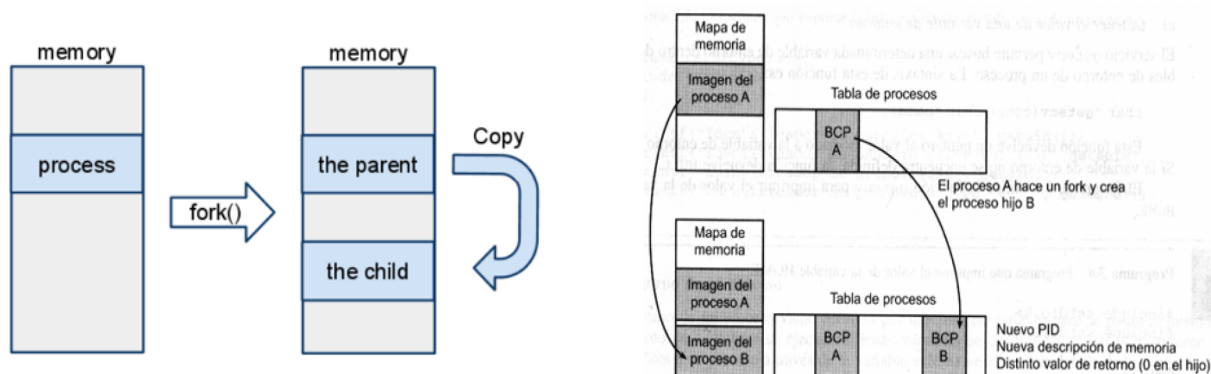 memory
process
fork()
memory
the parent
the child
Copy
Mapa de
memoria
Imagen del
proceso A
Tabla de procesos
BCP
A
El proceso A hace un fork y crea
el proceso hijo B
Mapa de
memoria
Imagen del
proceso A
Imagen del
proceso B
Tabla de procesos
BCP
A
BCP
B
Nuevo PID
Nueva descripción de memoria
Distinto valor de retorno (0 en el hijo)